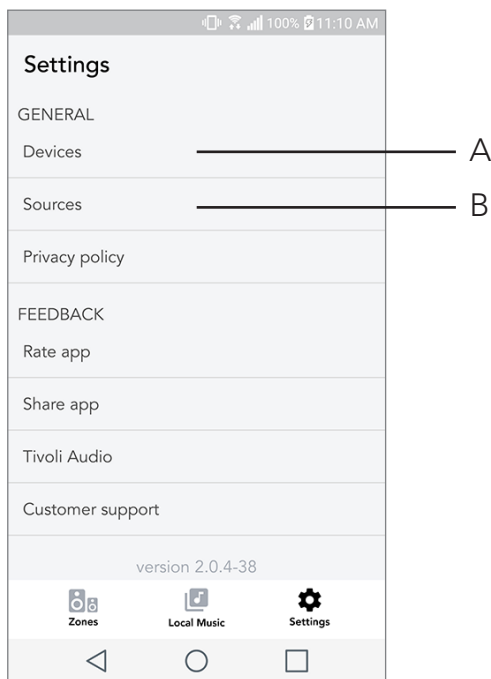 100% 11:10 AM
Settings
GENERAL
Devices
A
Sources
B
Privacy policy
FEEDBACK
Rate app
Share app
Tivoli Audio
Customer support
version 2.0.4-38
Zones Local Music Settings